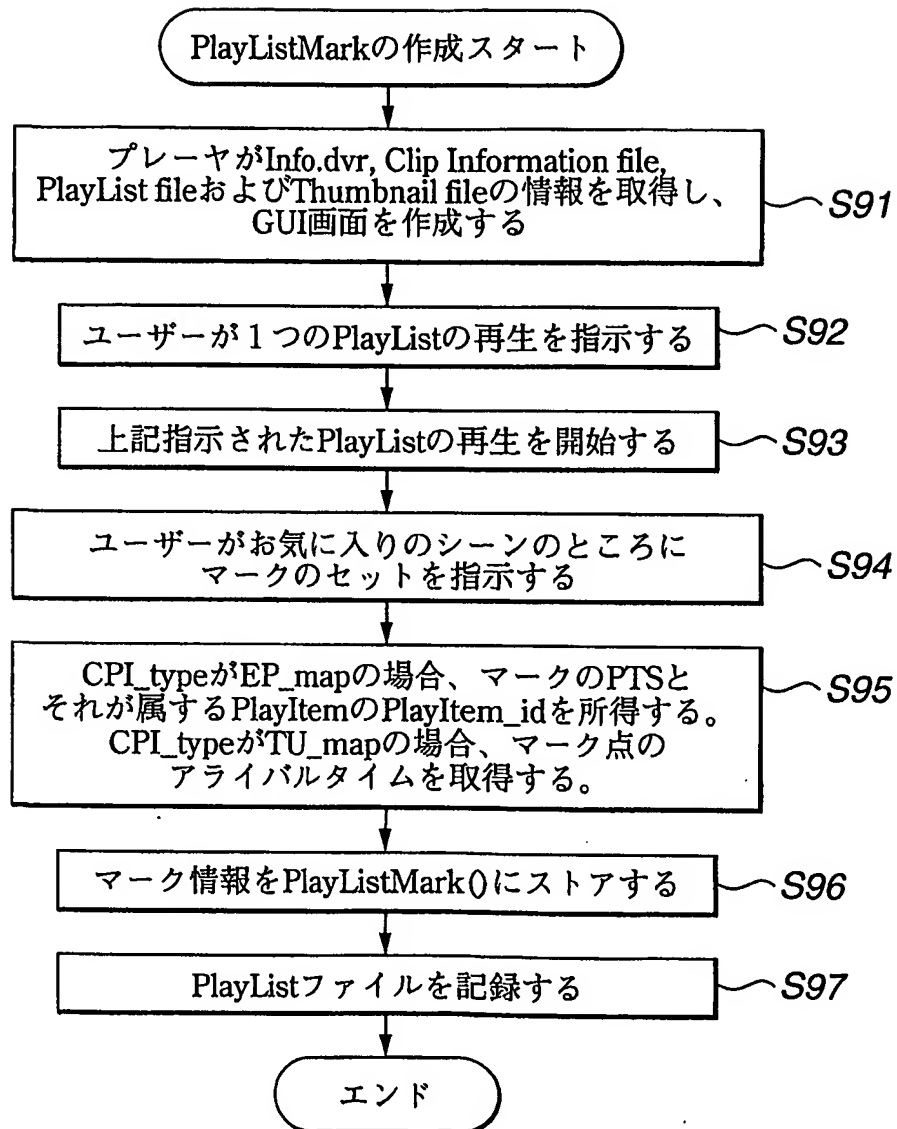 PlayListMarkの作成スタート
プレーヤがInfo.dvr, Clip Information file,
PlayList fileおよびThumbnail fileの情報を取得し、
GUI画面を作成する
S91
ユーザーが1つのPlayListの再生を指示する
S92
上記指示されたPlayListの再生を開始する
S93
ユーザーがお気に入りのシーンのところに
マークのセットを指示する
S94
CPI_typeがEP_mapの場合、マークのPTSと
それが属するPlayItemのPlayItem_idを所得する。
CPI_typeがTU_mapの場合、マーク点の
アライバルタイムを取得する。
S95
マーク情報をPlayListMark()にストアする
S96
PlayListファイルを記録する
S97
エンド